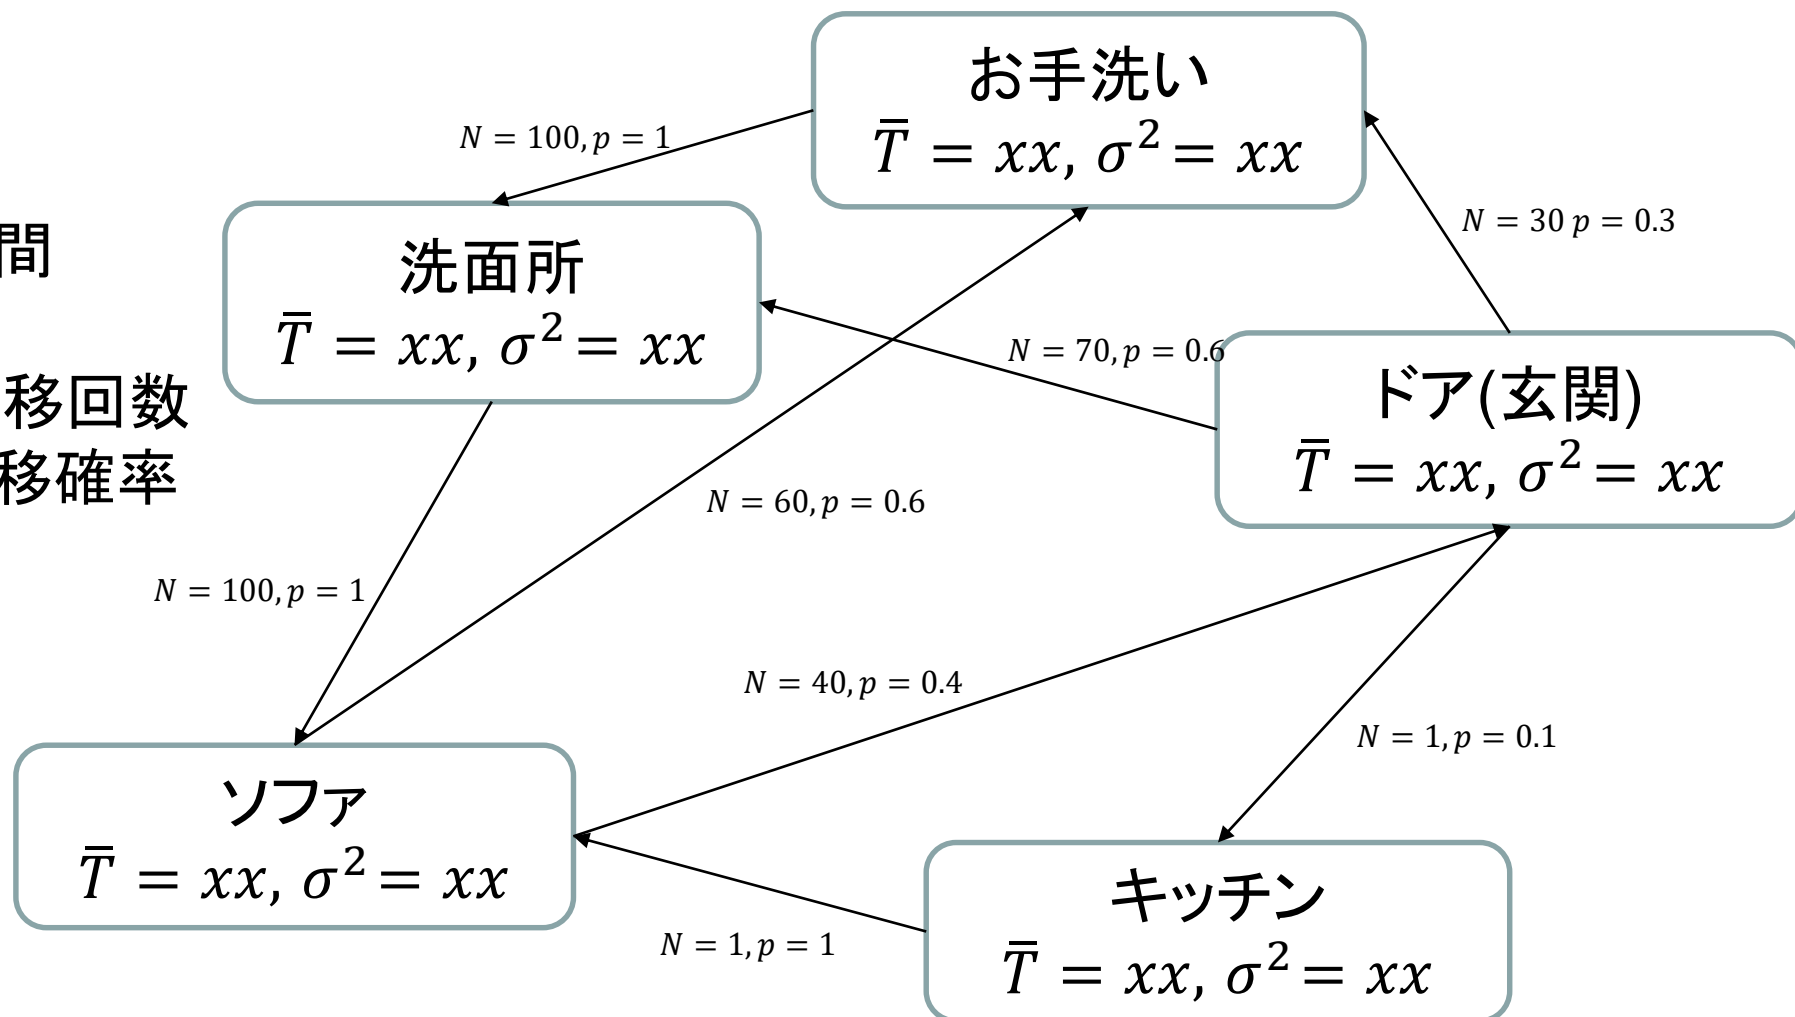 お手洗い
T̄ = xx, σ² = xx
N = 100, p = 1
N = 30 p = 0.3
間
洗面所
T̄ = xx, σ² = xx
N = 70, p = 0.6
ドア(玄関)
T̄ = xx, σ² = xx
移回数
移確率
N = 60, p = 0.6
N = 100, p = 1
N = 40, p = 0.4
N = 1, p = 0.1
ソファ
T̄ = xx, σ² = xx
N = 1, p = 1
キッチン
T̄ = xx, σ² = xx